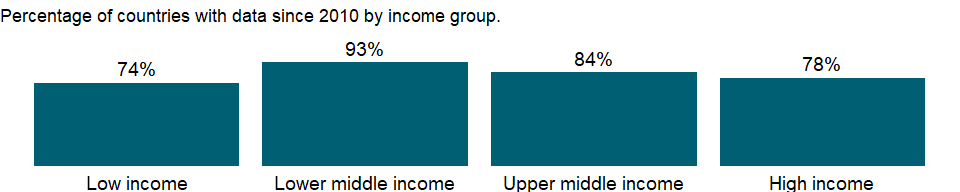 Percentage of countries with data since 2010 by income group.
74%
93%
84%
78%
Low income
Lower middle income
Upper middle income
High income